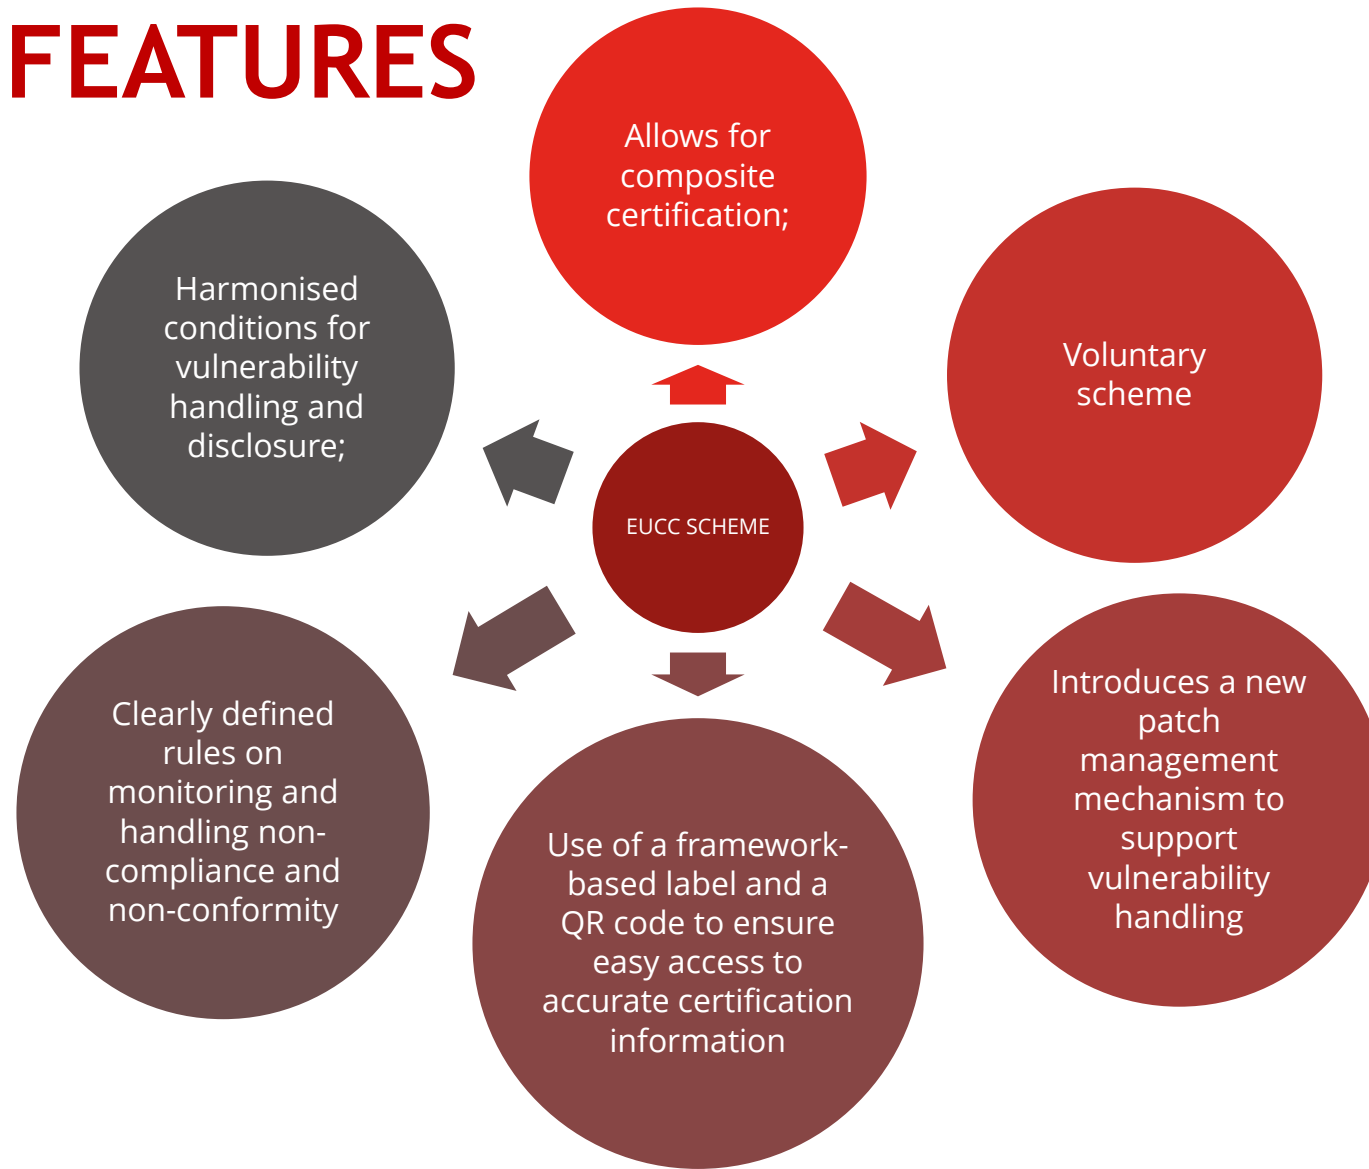 FEATURES
Allows for
composite
certification;
Voluntary
scheme
Introduces a new
patch
management
mechanism to
support
vulnerability
handling
Use of a framework-
based label and a
QR code to ensure
easy access to
accurate certification
information
Clearly defined
rules on
monitoring and
handling non-
compliance and
non-conformity
Harmonised
conditions for
vulnerability
handling and
disclosure;
EUCC SCHEME